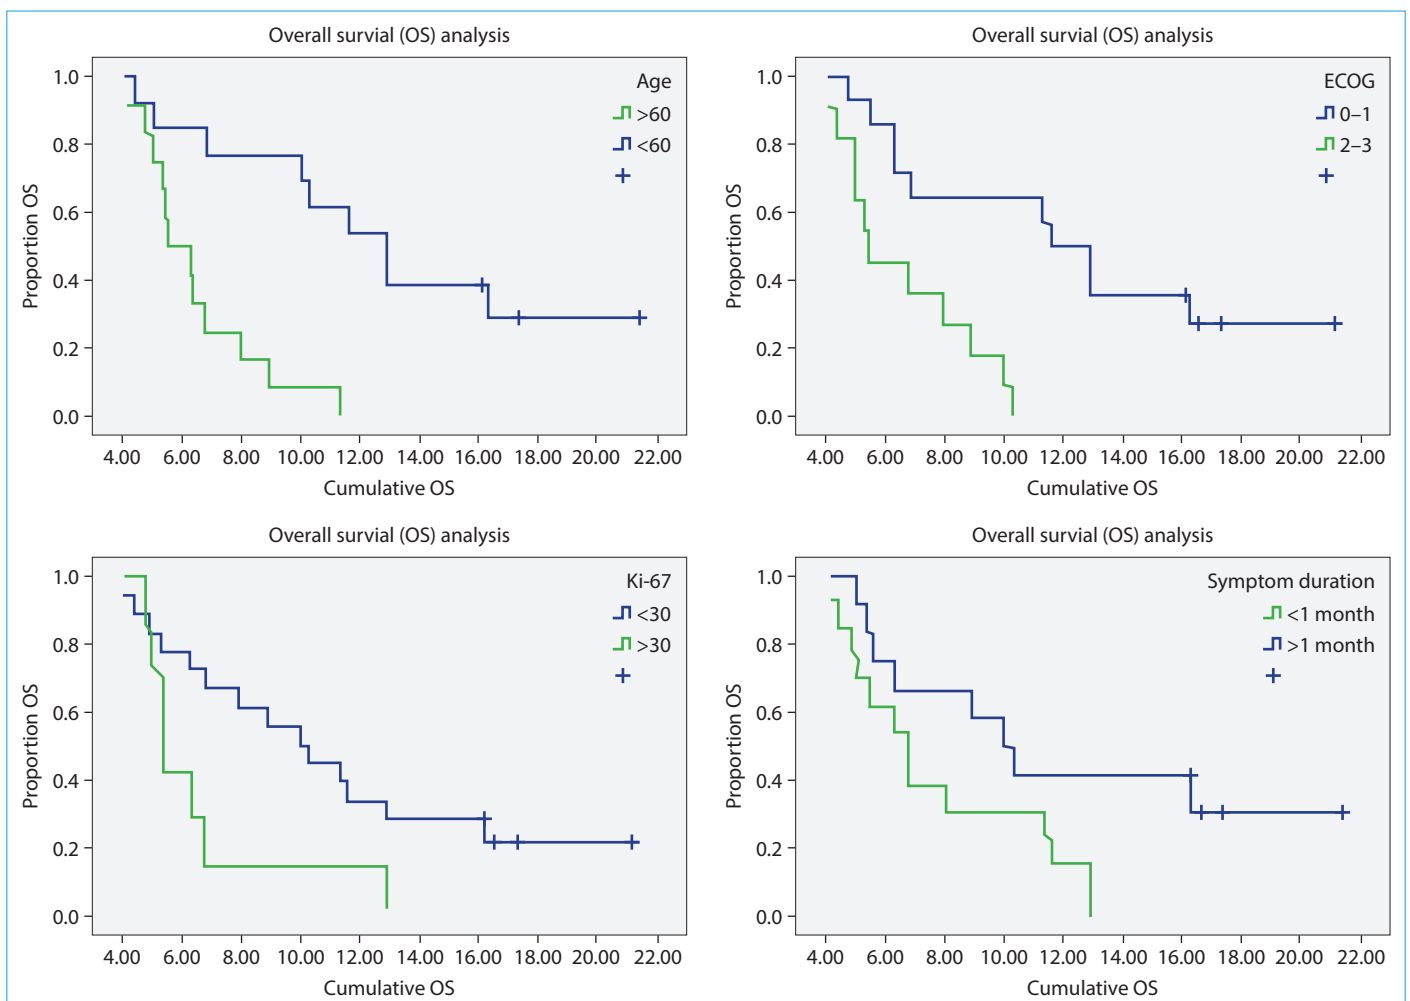 Overall survial (OS) analysis
Age
>60
<60
Proportion OS
1.0
0.8
0.6
0.4
0.2
0.0
4.00 6.00 8.00 10.00 12.00 14.00 16.00 18.00 20.00 22.00
Cumulative OS
Overall survial (OS) analysis
ECOG
0–1
2–3
Proportion OS
1.0
0.8
0.6
0.4
0.2
0.0
4.00 6.00 8.00 10.00 12.00 14.00 16.00 18.00 20.00 22.00
Cumulative OS
Overall survial (OS) analysis
Ki-67
<30
>30
Proportion OS
1.0
0.8
0.6
0.4
0.2
0.0
4.00 6.00 8.00 10.00 12.00 14.00 16.00 18.00 20.00 22.00
Cumulative OS
Overall survial (OS) analysis
Symptom duration
<1 month
>1 month
Proportion OS
1.0
0.8
0.6
0.4
0.2
0.0
4.00 6.00 8.00 10.00 12.00 14.00 16.00 18.00 20.00 22.00
Cumulative OS